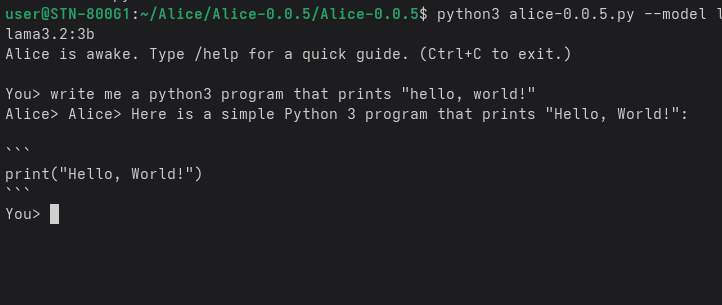 user@STN-80061:~/Alice/Alice-0.0.5/Alice-0.0.5$ python3 alice-0.0.5.py --model l
lama3.2:3b
Alice is awake. Type /help for a quick guide. (Ctrl+C to exit.)
You> write me a python3 program that prints "hello, world!"
Alice> Alice> Here is a simple Python 3 program that prints "Hello, World!":
```
print("Hello, World!")
```
You>